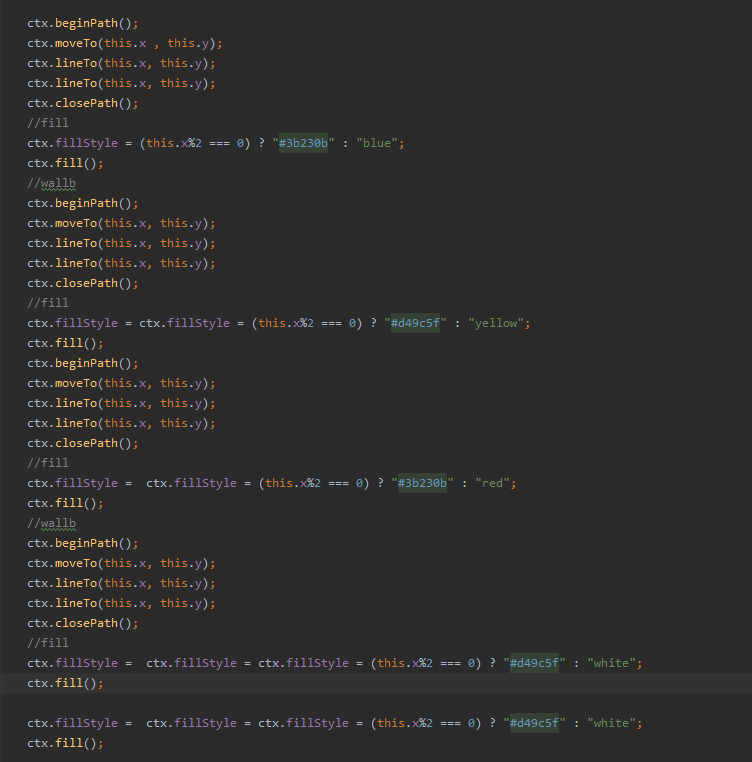 ctx.beginPath();
ctx.moveTo(this.x , this.y);
ctx.lineTo(this.x, this.y);
ctx.lineTo(this.x, this.y);
ctx.closePath();
//fill
ctx.fillStyle = (this.x%2 === 0) ? "#3b230b" : "blue";
ctx.fill();
//wallb
ctx.beginPath();
ctx.moveTo(this.x, this.y);
ctx.lineTo(this.x, this.y);
ctx.lineTo(this.x, this.y);
ctx.closePath();
//fill
ctx.fillStyle = ctx.fillStyle = (this.x%2 === 0) ? "#d49c5f" : "yellow";
ctx.fill();
ctx.beginPath();
ctx.moveTo(this.x, this.y);
ctx.lineTo(this.x, this.y);
ctx.lineTo(this.x, this.y);
ctx.closePath();
//fill
ctx.fillStyle =  ctx.fillStyle = (this.x%2 === 0) ? "#3b230b" : "red";
ctx.fill();
//wallb
ctx.beginPath();
ctx.moveTo(this.x, this.y);
ctx.lineTo(this.x, this.y);
ctx.lineTo(this.x, this.y);
ctx.closePath();
//fill
ctx.fillStyle =  ctx.fillStyle = ctx.fillStyle = (this.x%2 === 0) ? "#d49c5f" : "white";
ctx.fill();
ctx.fillStyle =  ctx.fillStyle = ctx.fillStyle = (this.x%2 === 0) ? "#d49c5f" : "white";
ctx.fill();